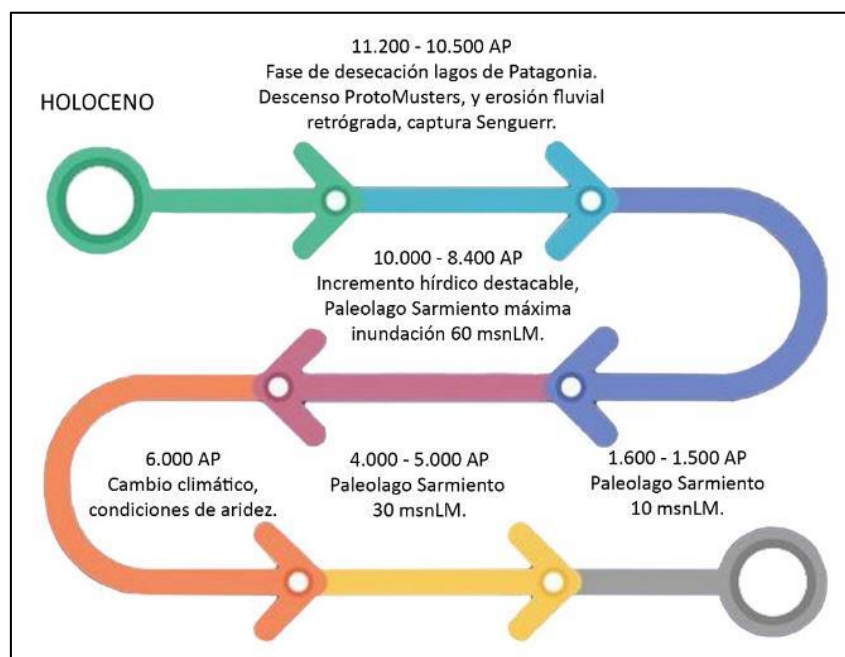 HOLOCENO
11.200 - 10.500 AP
Fase de desecación lagos de Patagonia.
Descenso ProtoMusters, y erosión fluvial
retrógrada, captura Senguerr.
10.000 - 8.400 AP
Incremento hírdico destacable,
Paleolago Sarmiento máxima
inundación 60 msnLM.
6.000 AP
Cambio climático,
condiciones de aridez.
4.000 - 5.000 AP
Paleolago Sarmiento
30 msnLM.
1.600 - 1.500 AP
Paleolago Sarmiento
10 msnLM.